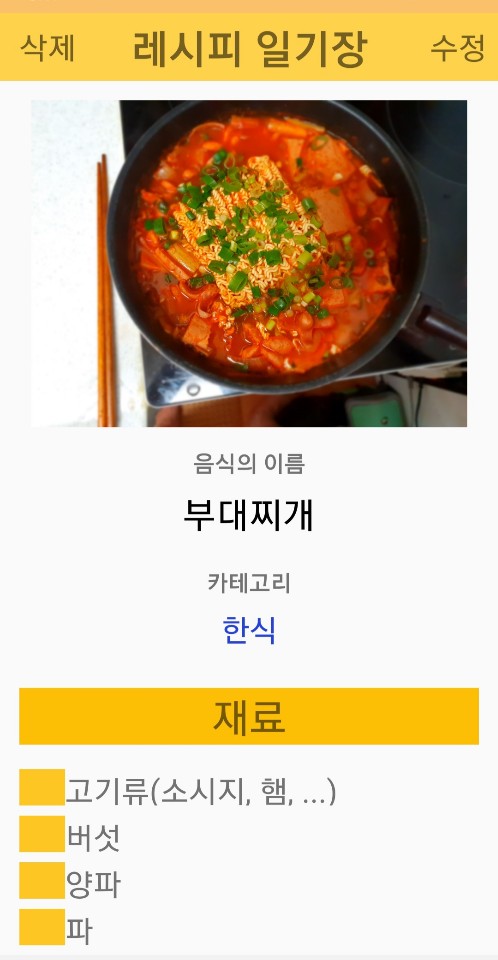 삭제 레시피 일기장 수정
음식의 이름
부대찌개
카테고리
한식
재료
고기류(소시지, 햄, ...)
버섯
양파
파